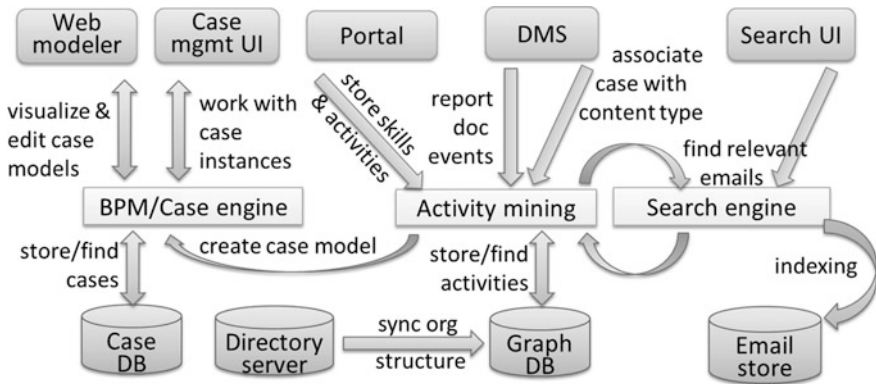 Web
modeler
Case
mgmt UI
Portal
DMS
Search UI
visualize &
edit case
models
work with
case
instances
store skills
& activities
report
doc
events
associate
case with
content type
find relevant
emails
BPM/Case engine
Activity mining
Search engine
store/find
cases
create case model
store/find
activities
indexing
Case
DB
Directory
server
sync org
structure
Graph
DB
Email
store